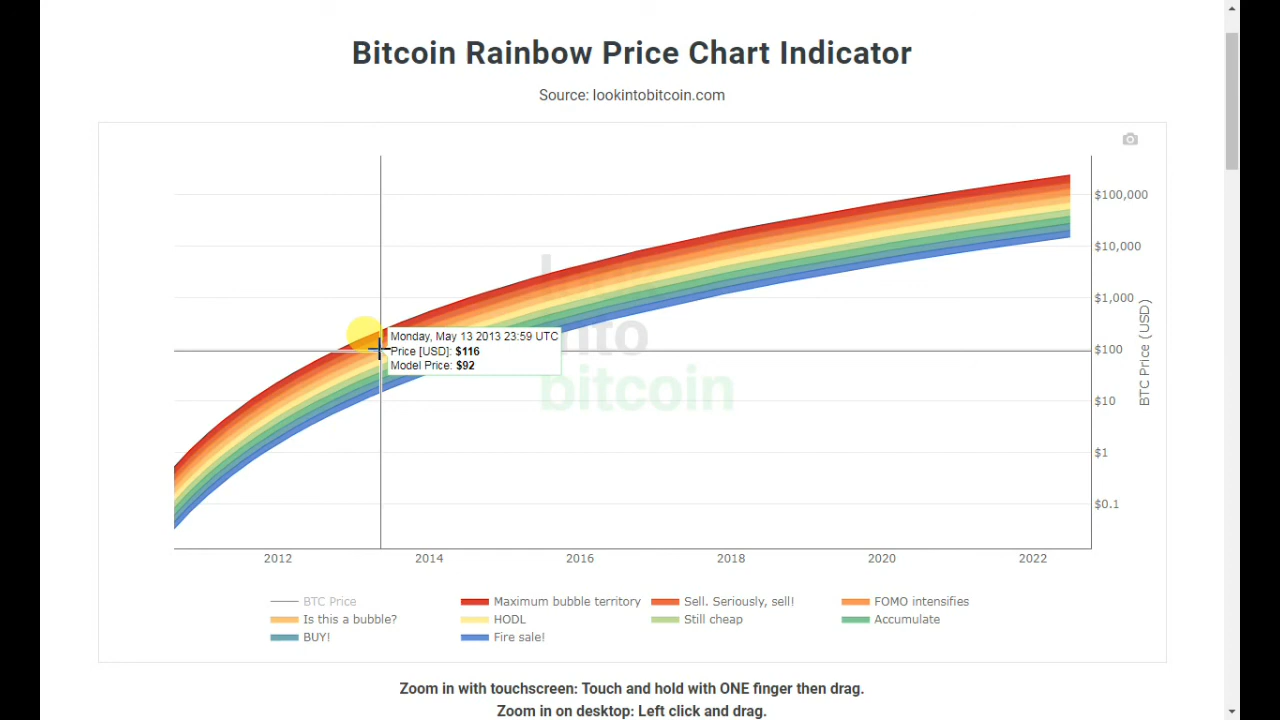 Bitcoin Rainbow Price Chart Indicator
Source: lookintobitcoin.com
$100,000
$10,000
$1,000
$100
$10
$1
$0.1
BTC Price (USD)
into
bitcoin
Monday, May 13 2013 23:59 UTC
Price [USD]: $116
Model Price: $92
2012 2014 2016 2018 2020 2022
BTC Price Maximum bubble territory Sell. Seriously, sell! FOMO intensifies
Is this a bubble? HODL Still cheap Accumulate
BUY! Fire sale!
Zoom in with touchscreen: Touch and hold with ONE finger then drag.
Zoom in on desktop: Left click and drag.